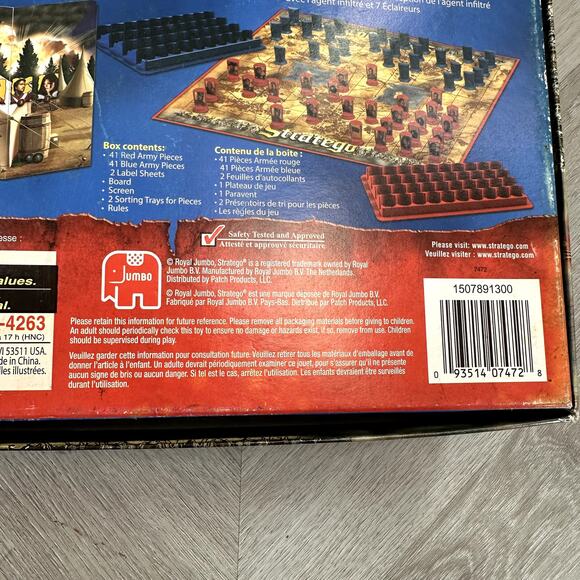 infiltré et 7 Éclaireurs
Stratego
Box contents:
• 41 Red Army Pieces
41 Blue Army Pieces
2 Label Sheets
• Board
• Screen
• 2 Sorting Trays for Pieces
• Rules
Contenu de la boîte :
• 41 Pièces Armée rouge
41 Pièces Armée bleue
• 2 Feuilles d'autocollants
• 1 Plateau de jeu
• 1 Paravent
• 2 Présentoirs de tri pour les pièces
• Les règles du jeu
esse :
Safety Tested and Approved
Attesté et approuvé sécuritaire
Please visit: www.stratego.com
Veuillez visiter : www.stratego.com
7472
JUMBO
© Royal Jumbo, Stratego® is a registered trademark owned by Royal
Jumbo B.V. Manufactured by Royal Jumbo B.V. The Netherlands.
Distributed by Patch Products, LLC.
© Royal Jumbo, Stratego® est une marque déposée de Royal Jumbo B.V.
Fabriqué par Royal Jumbo B.V. Pays-Bas. Distribué par Patch Products, LLC.
Please retain this information for future reference. Please remove all packaging materials before giving to children.
An adult should periodically check this toy to ensure no damage or hazards exist, if so, remove from use. Children
should be supervised during play.
Veuillez garder cette information pour consultation future. Veuillez retirer tous les matériaux d'emballage avant de
donner l'article à l'enfant. Un adulte devrait périodiquement examiner ce jouet, pour s'assurer qu'il ne présente
aucun signe de bris ou aucun danger. Si tel est le cas, arrêtez l'utilisation. Les enfants devraient être surveillés
durant l'utilisation.
alues.
al.
-4263
17 h (HNC)
WI 53511 USA.
e in China.
lles illustrées.
1507891300
0 93514 07472 8